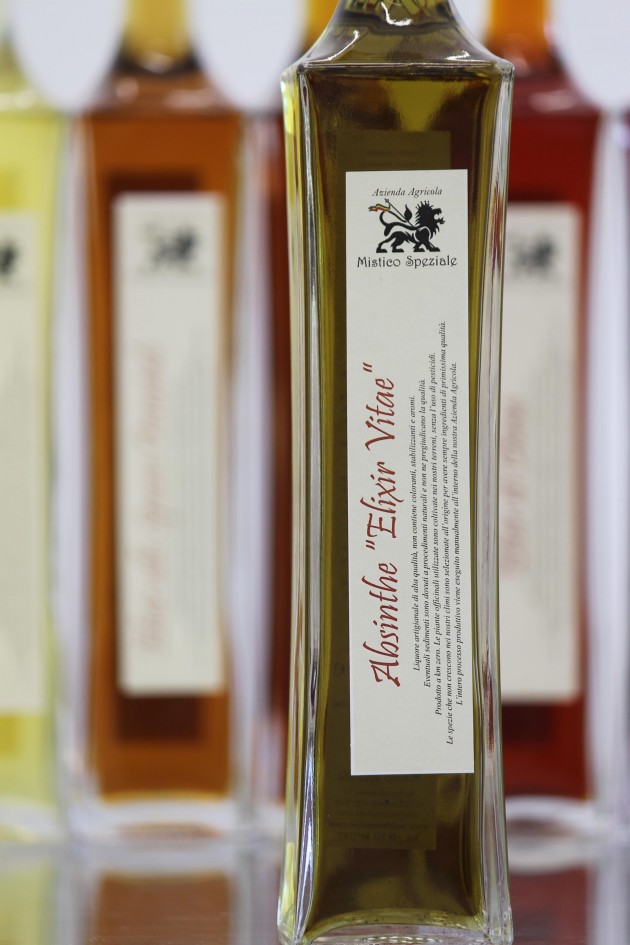 Azienda Agricola
Mistico Speziale
Absinthe "Elixir Vitae"
Liquore artigianale di alta qualità, non contiene coloranti, stabilizzanti e aromi.
Eventuali sedimenti sono dovuti a procedimenti naturali e non ne pregiudicano la qualità.
Prodotto a km zero. Le piante officinali utilizzate sono coltivate nei nostri terreni, senza l'uso di pesticidi.
Le spezie che non crescono nei nostri climi sono selezionate all'origine per avere sempre ingredienti di primissima qualità.
L'intero processo produttivo viene eseguito manualmente all'interno della nostra Azienda Agricola.